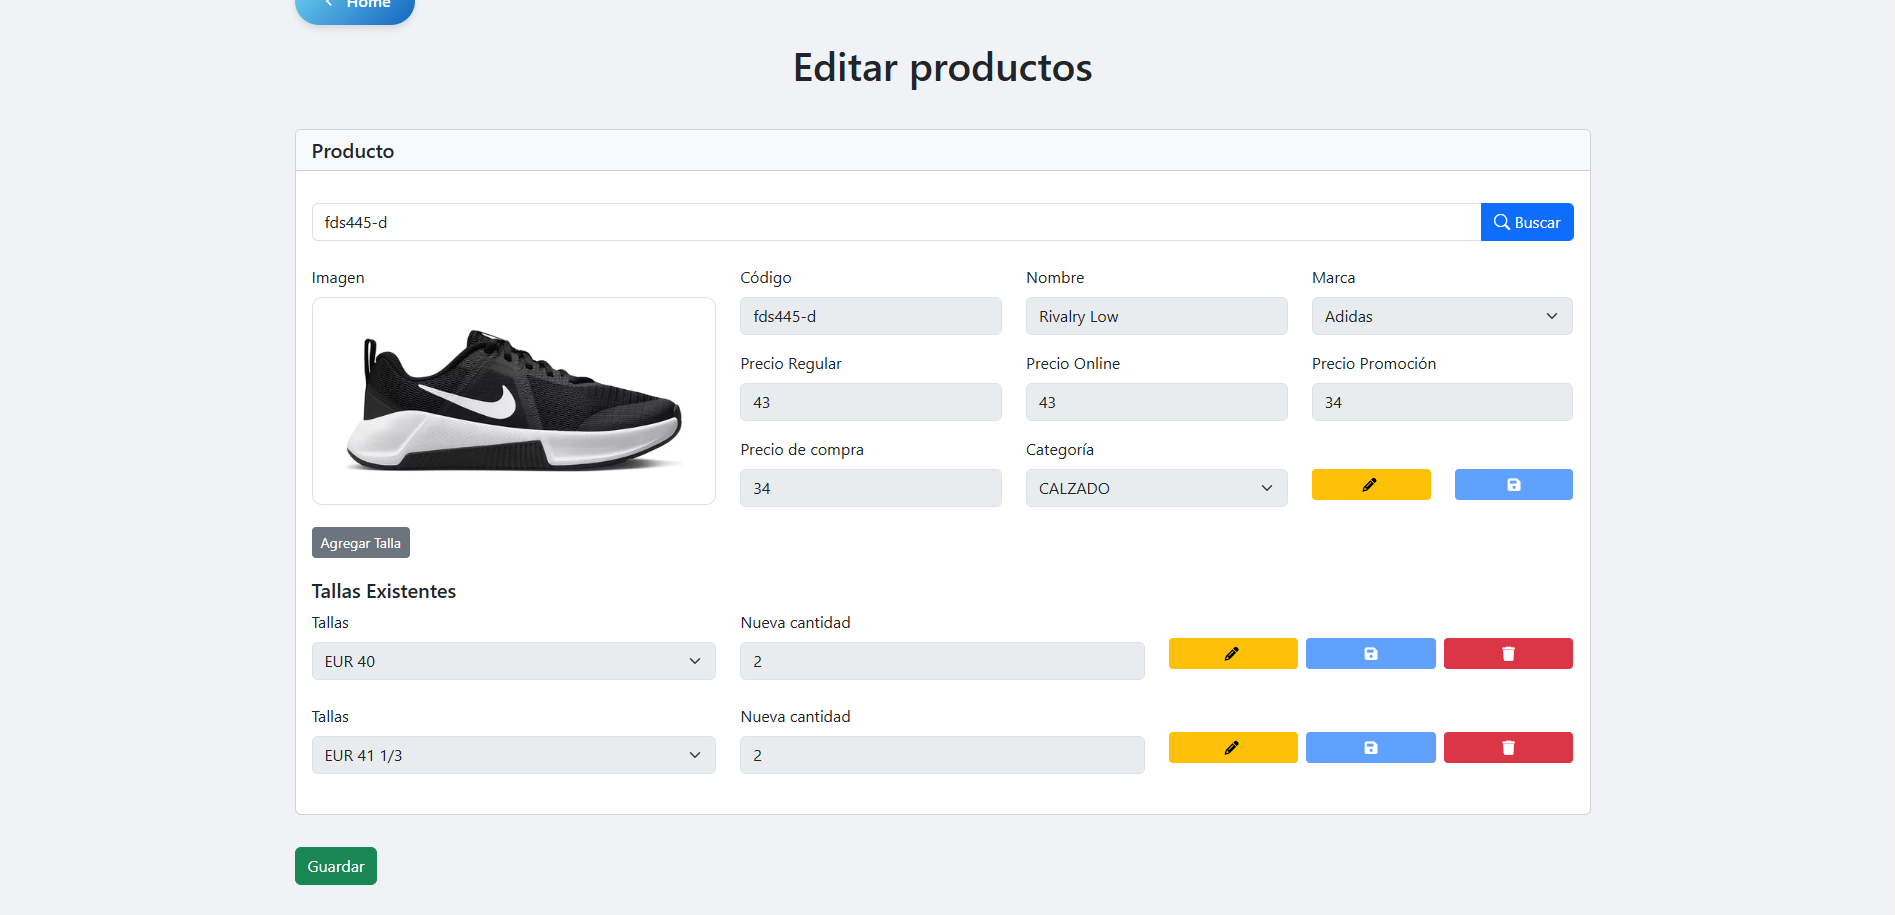 Home
Editar productos
Producto
fds445-d
Buscar
Imagen
Código
Nombre
Marca
fds445-d
Rivalry Low
Adidas
Precio Regular
Precio Online
Precio Promoción
43
43
34
Precio de compra
Categoría
34
CALZADO
Agregar Talla
Tallas Existentes
Tallas
Nueva cantidad
EUR 40
2
Tallas
Nueva cantidad
EUR 41 1/3
2
Guardar